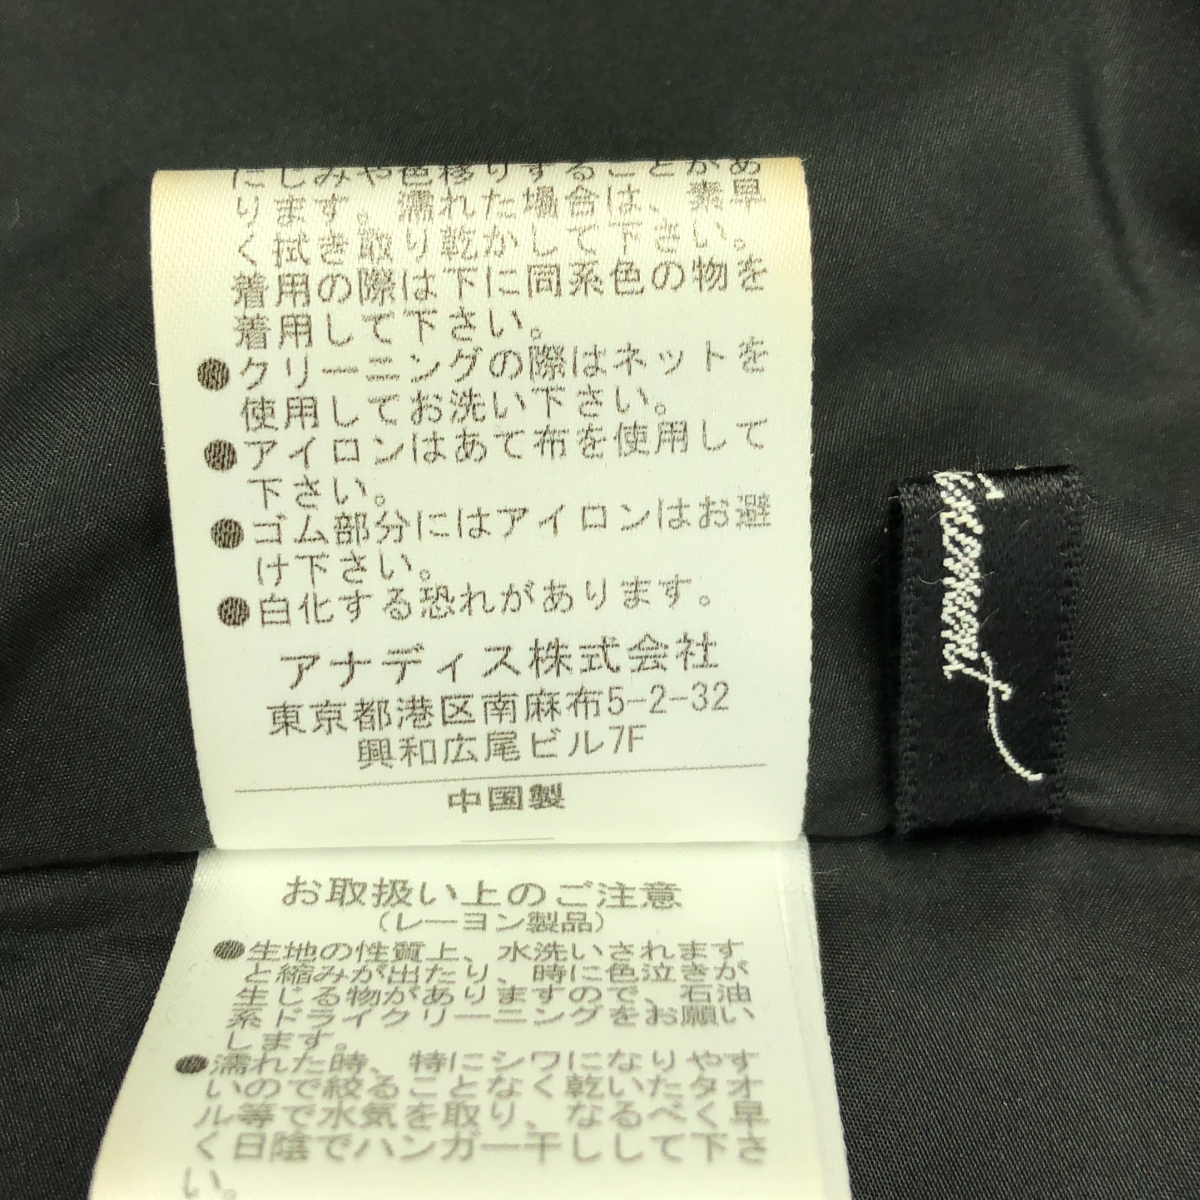 にじみや色移りすることがあ
ります。濡れた場合は、素早
く拭き取り乾かして下さい。
着用の際は下に同系色の物を
着用して下さい。
●クリーニングの際はネットを
使用してお洗い下さい。
●アイロンはあて布を使用して
下さい。
●ゴム部分にはアイロンはお避
け下さい。
●白化する恐れがあります。
アナディス株式会社
東京都港区南麻布5-2-32
興和広尾ビル7F
中国製
お取扱い上のご注意
(レーヨン製品)
●生地の性質上、水洗いされます
と縮みが出たり、時に色泣きが
生じる物がありますので、石油
系ドライクリーニングをお願い
します。
●濡れた時、特にシワになりやす
いので絞ることなく乾いたタオ
ル等で水気を取り、なるべく早
く日陰でハンガー干しして下さ
い。